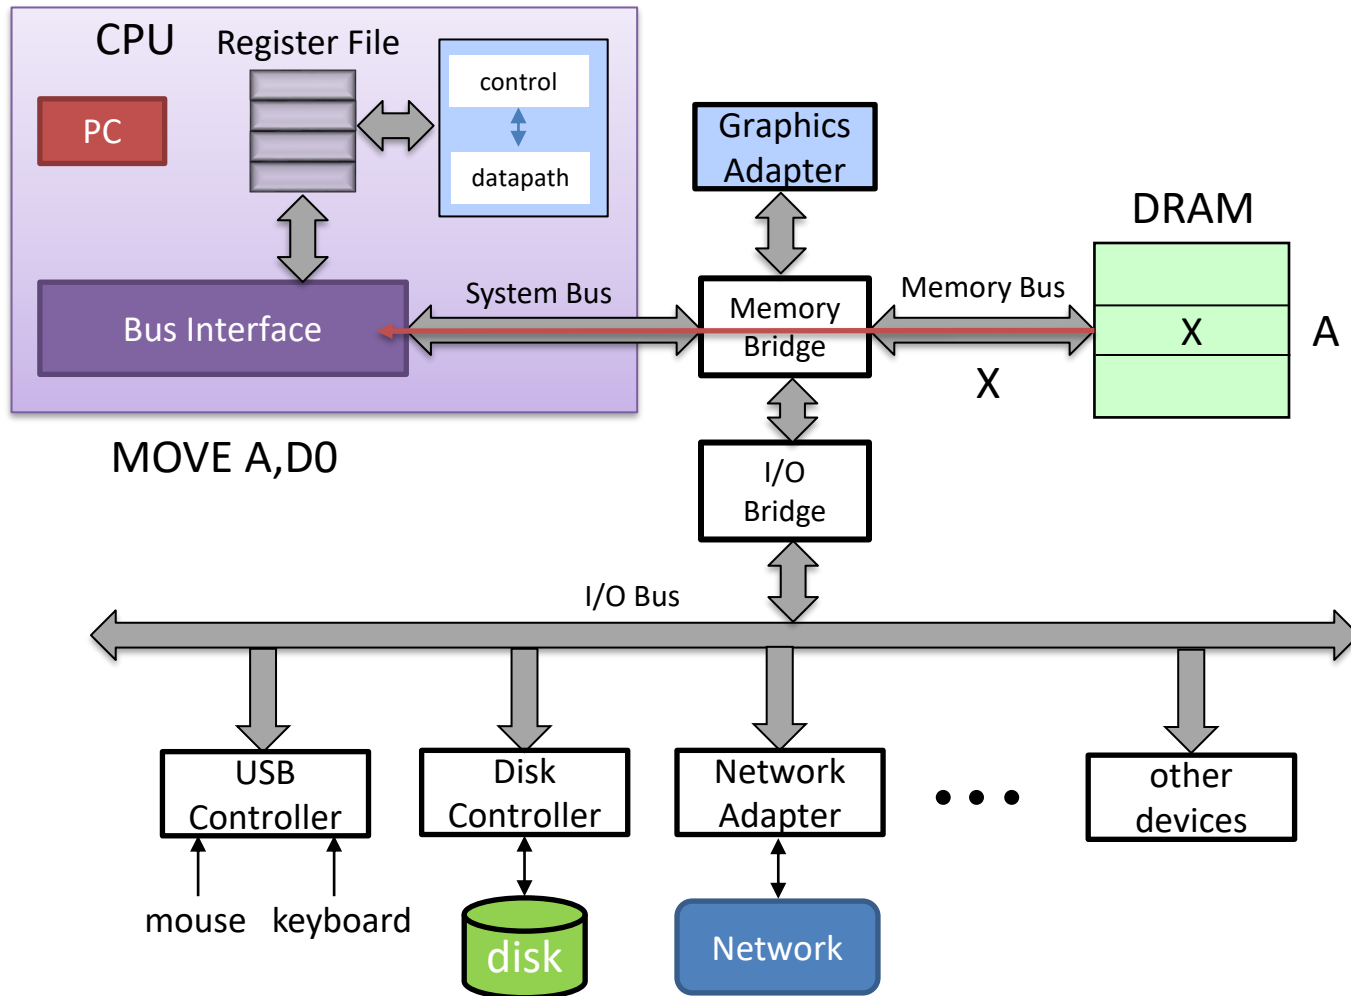 CPU
Register File
control
PC
datapath
Bus Interface
System Bus
MOVE A,D0
Graphics
Adapter
Memory
Bridge
Memory Bus
X
DRAM
X
A
I/O
Bridge
I/O Bus
USB
Controller
mouse
keyboard
Disk
Controller
disk
Network
Adapter
Network
• • •
other
devices